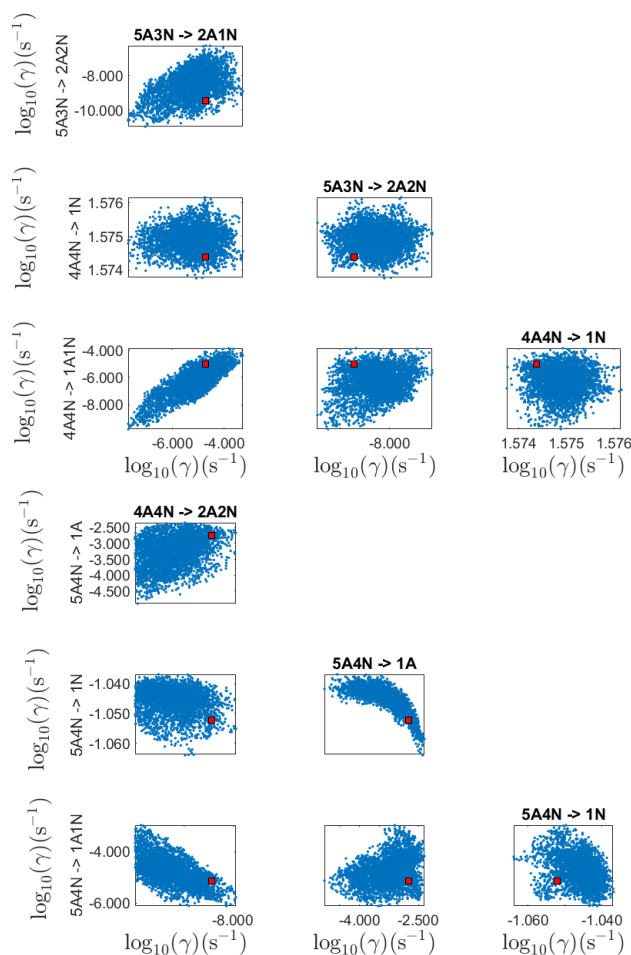 5A3N -> 2A1N
log₁₀(γ)(s⁻¹)
5A3N -> 2A2N
-8.000
-10.000
5A3N -> 2A2N
log₁₀(γ)(s⁻¹)
4A4N -> 1N
1.576
1.575
1.574
4A4N -> 1N
log₁₀(γ)(s⁻¹)
4A4N -> 1A1N
-4.000
-6.000
-8.000
-6.000 -4.000
-8.000
1.574 1.575 1.576
log₁₀(γ)(s⁻¹)
log₁₀(γ)(s⁻¹)
log₁₀(γ)(s⁻¹)
4A4N -> 2A2N
log₁₀(γ)(s⁻¹)
5A4N -> 1A
-2.500
-3.000
-3.500
-4.000
-4.500
5A4N -> 1A
log₁₀(γ)(s⁻¹)
5A4N -> 1N
-1.040
-1.050
-1.060
5A4N -> 1N
log₁₀(γ)(s⁻¹)
5A4N -> 1A1N
-4.000
-6.000
-8.000
-4.000 -2.500
-1.060 -1.040
log₁₀(γ)(s⁻¹)
log₁₀(γ)(s⁻¹)
log₁₀(γ)(s⁻¹)